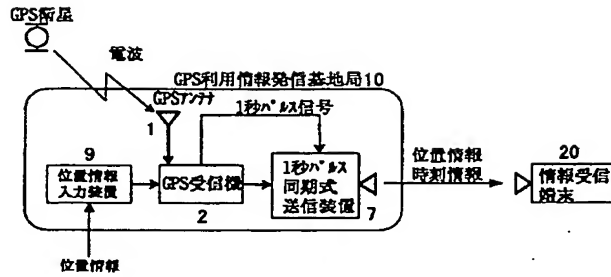 GPS衛星
電波
GPS利用情報発信基地局10
GPSアンテナ
1秒パルス信号
1
9
位置情報
入力装置
GPS受信機
2
1秒パルス
同期式
送信装置
7
位置情報
時刻情報
20
情報受信
端末
位置情報